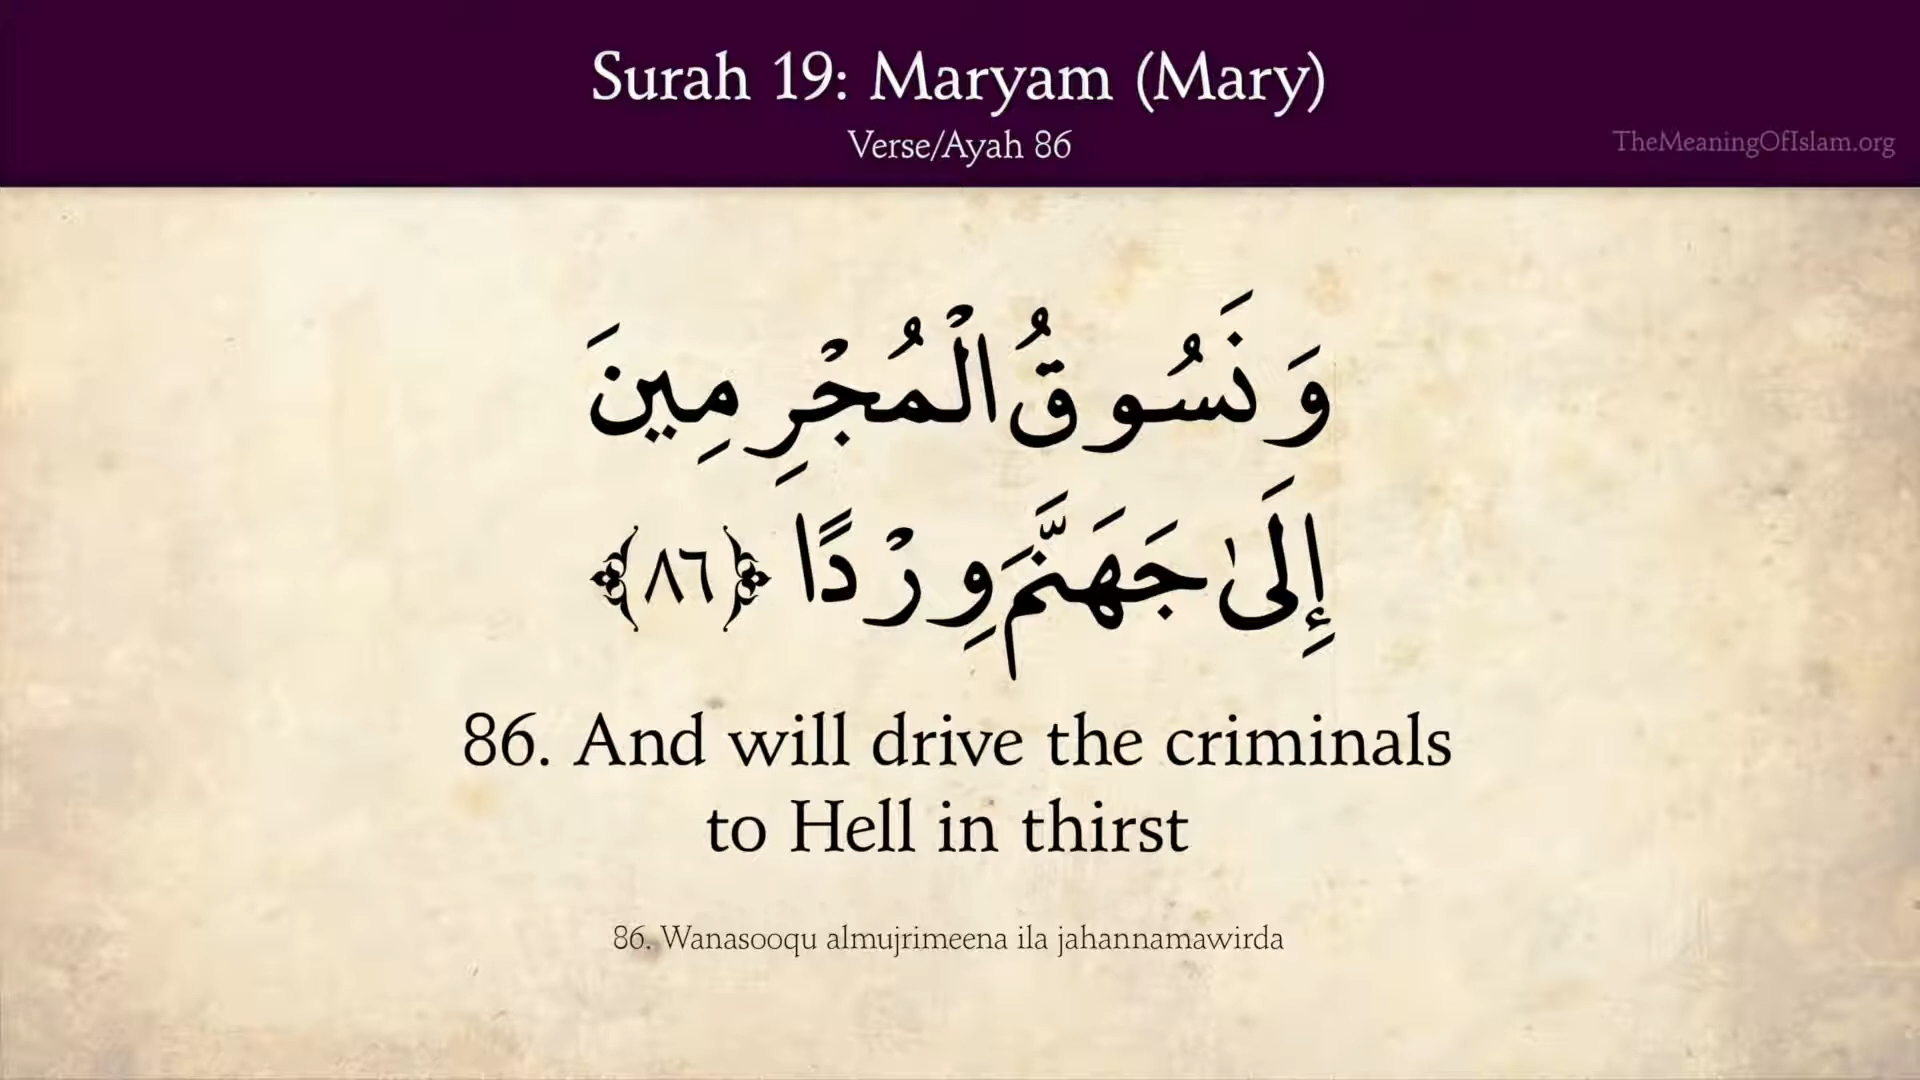 Surah 19: Maryam (Mary)
Verse/Ayah 86
TheMeaningOfIslam.org
وَنَسُوقُ الْمُجْرِمِينَ
إِلَىٰ جَهَنَّمَ وِرْدًا ﴿٨٦﴾
86. And will drive the criminals
to Hell in thirst
86. Wanasooqu almujrimeena ila jahannamawirda